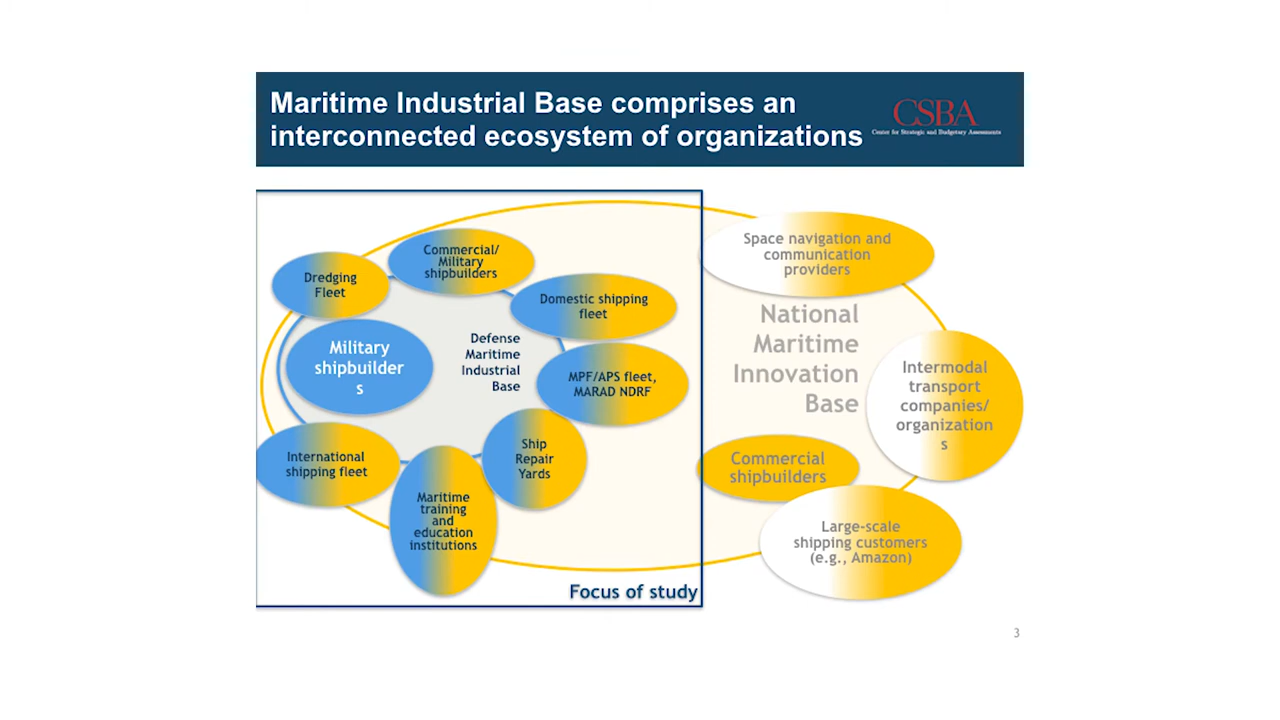 Maritime Industrial Base comprises an
interconnected ecosystem of organizations
CSBA
Center for Strategic and Budgetary Assessments
Commercial/
Military
shipbuilders
Dredging
Fleet
Domestic shipping
fleet
Military
shipbuilder
s
Defense
Maritime
Industrial
Base
MPF/APS fleet,
MARAD NDRF
International
shipping fleet
Ship
Repair
Yards
Maritime
training
and
education
institutions
Focus of study
Space navigation and
communication
providers
National
Maritime
Innovation
Base
Intermodal
transport
companies/
organization
s
Commercial
shipbuilders
Large-scale
shipping customers
(e.g., Amazon)
3